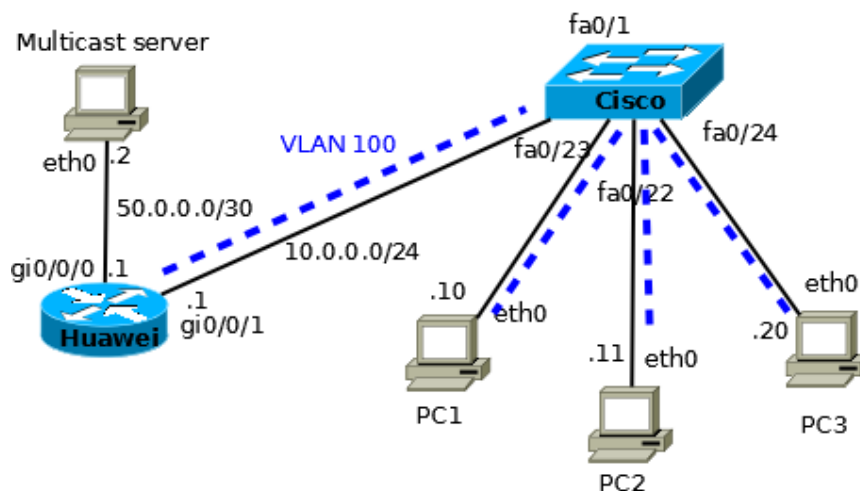 fa0/1
Multicast server
Cisco
VLAN 100
fa0/24
eth0
.2
fa0/23
fa0/22
50.0.0.0/30
10.0.0.0/24
gi0/0/0
.1
.1
gi0/0/1
Huawei
.10
eth0
eth0
.20
.11
eth0
PC1
PC3
PC2